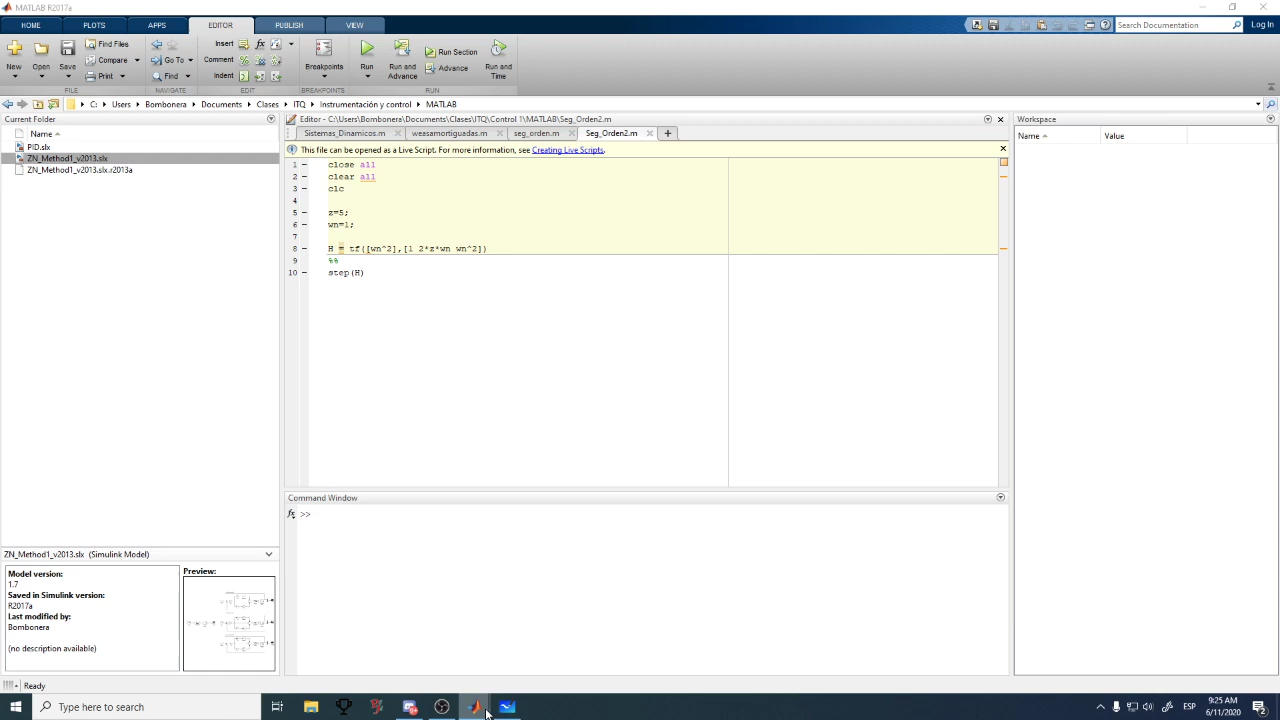 MATLAB R2017a
HOME PLOTS APPS EDITOR PUBLISH VIEW Search Documentation Log In
New Open Save Find Files Compare Print Insert Comment Indent Go To Find Breakpoints Run Run and Advance Run Section Advance Run and Time
FILE NAVIGATE EDIT BREAKPOINTS RUN
C: Users Bombonera Documents Clases ITQ Instrumentación y control MATLAB
Current Folder
Name
PID.slx
ZN_Method1_v2013.slx
ZN_Method1_v2013.slx.r2013a
Editor - C:\Users\Bombonera\Documents\Clases\ITQ\Control 1\MATLAB\Seg_Orden2.m
Sistemas_Dinamicos.m weasamortiguadas.m seg_orden.m Seg_Orden2.m
This file can be opened as a Live Script. For more information, see Creating Live Scripts.
1 close all
2 clear all
3 clc
4
5 z=5;
6 wn=1;
7
8 H = tf([wn^2],[1 2*z*wn wn^2])
9 %%
10 step(H)
Command Window
fx >>
Workspace
Name Value
ZN_Method1_v2013.slx (Simulink Model)
Model version:
1.7
Saved in Simulink version:
R2017a
Last modified by:
Bombonera
(no description available)
Preview:
Ready
Type here to search
ESP
9:25 AM
6/11/2020
2